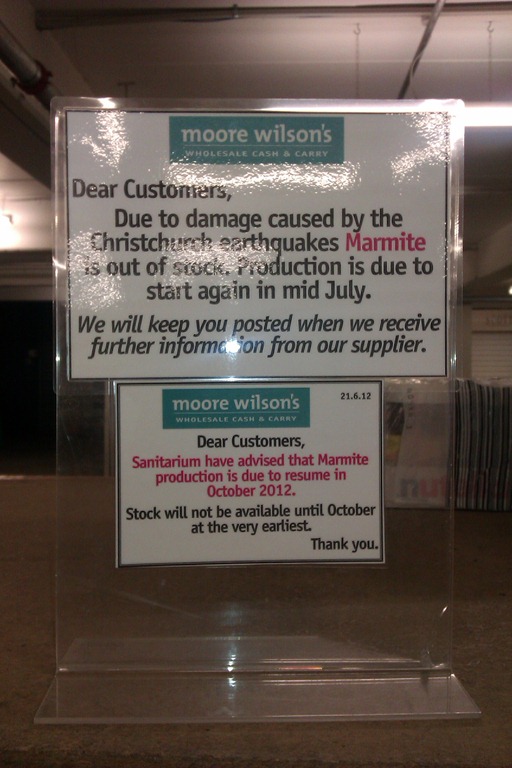 moore wilson's
WHOLESALE CASH & CARRY
Dear Customers,
Due to damage caused by the
Christchurch earthquakes Marmite
is out of stock. Production is due to
start again in mid July.
We will keep you posted when we receive
further information from our supplier.
moore wilson's
WHOLESALE CASH & CARRY
21.6.12
Dear Customers,
Sanitarium have advised that Marmite
production is due to resume in
October 2012.
Stock will not be available until October
at the very earliest.
Thank you.